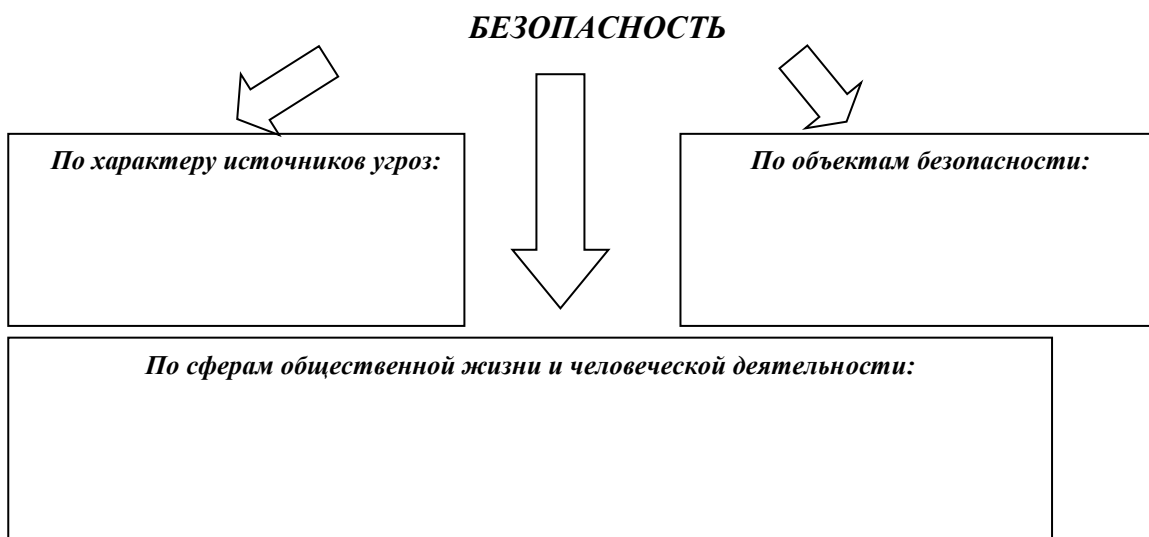 БЕЗОПАСНОСТЬ
По характеру источников угроз:
По объектам безопасности:
По сферам общественной жизни и человеческой деятельности: